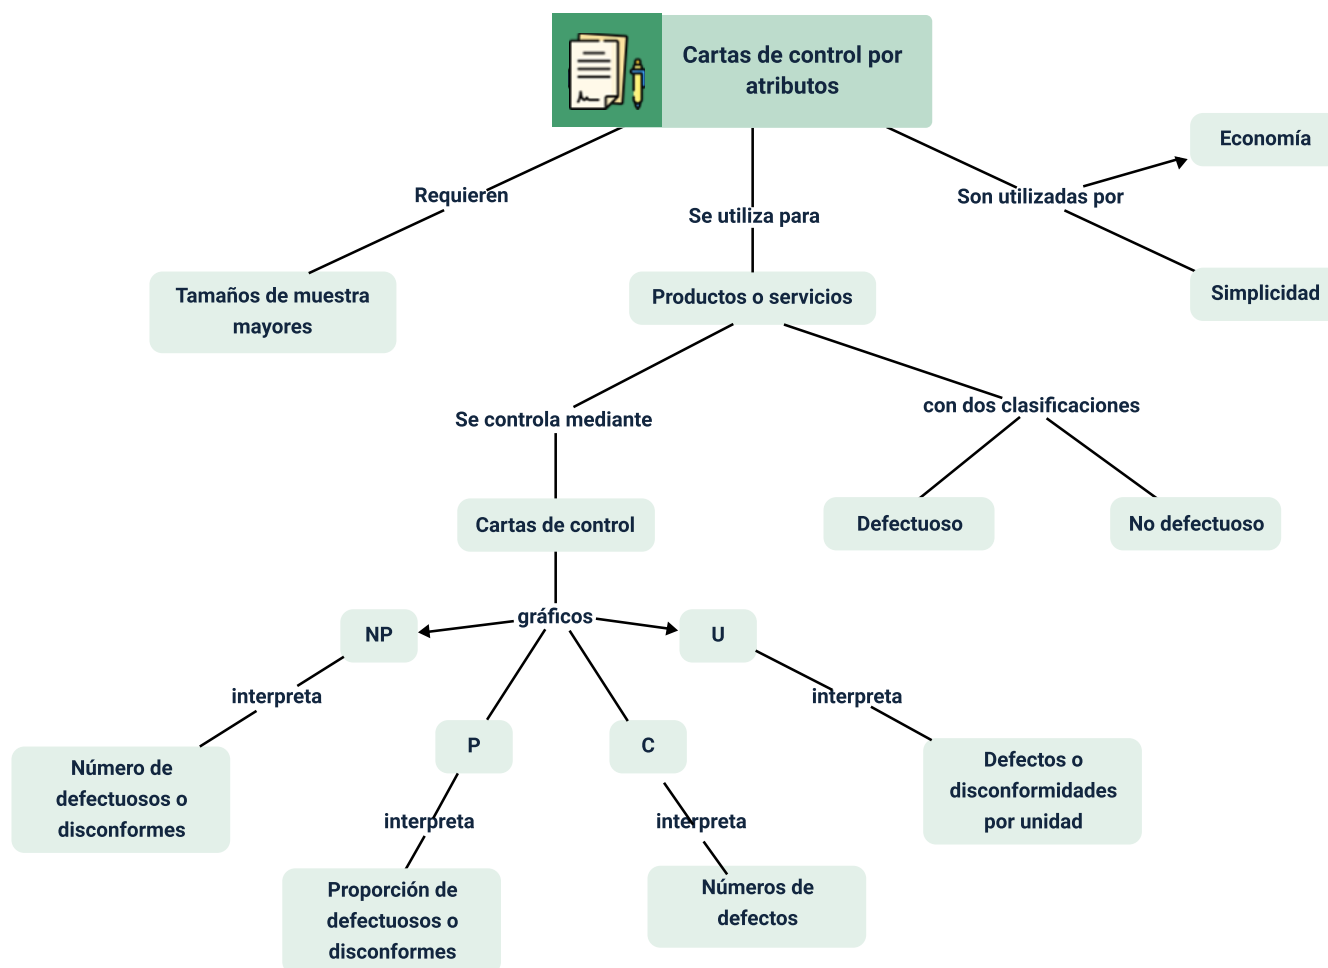 Cartas de control por
atributos
Economía
Requieren
Son utilizadas por
Se utiliza para
Tamaños de muestra
mayores
Productos o servicios
Simplicidad
Se controla mediante
con dos clasificaciones
Cartas de control
Defectuoso
No defectuoso
gráficos
NP
U
interpreta
interpreta
P
C
Número de
defectuosos o
disconformes
Defectos o
disconformidades
por unidad
interpreta
interpreta
Proporción de
defectuosos o
disconformes
Números de
defectos